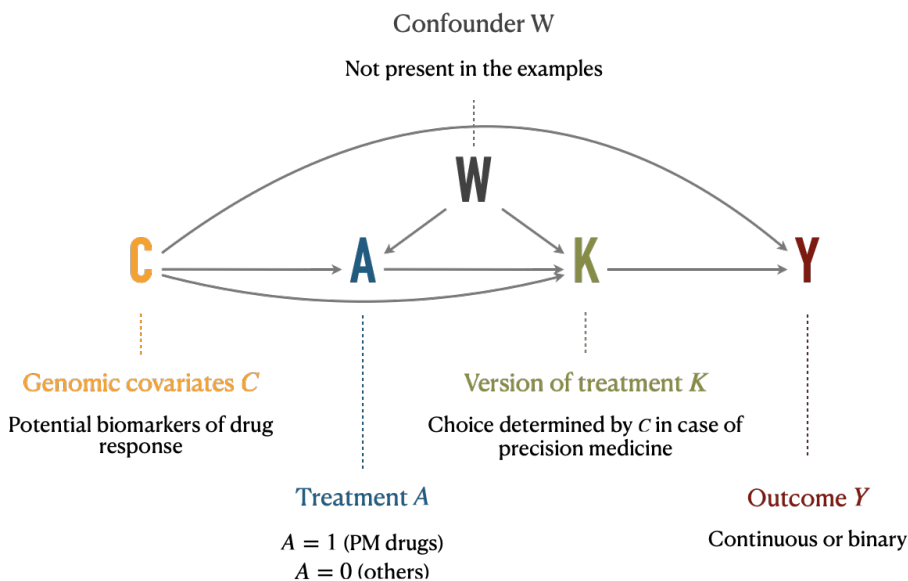 Confounder W
Not present in the examples
W
C
A
K
Y
Genomic covariates C
Potential biomarkers of drug
response
Version of treatment K
Choice determined by C in case of
precision medicine
Treatment A
A = 1 (PM drugs)
A = 0 (others)
Outcome Y
Continuous or binary